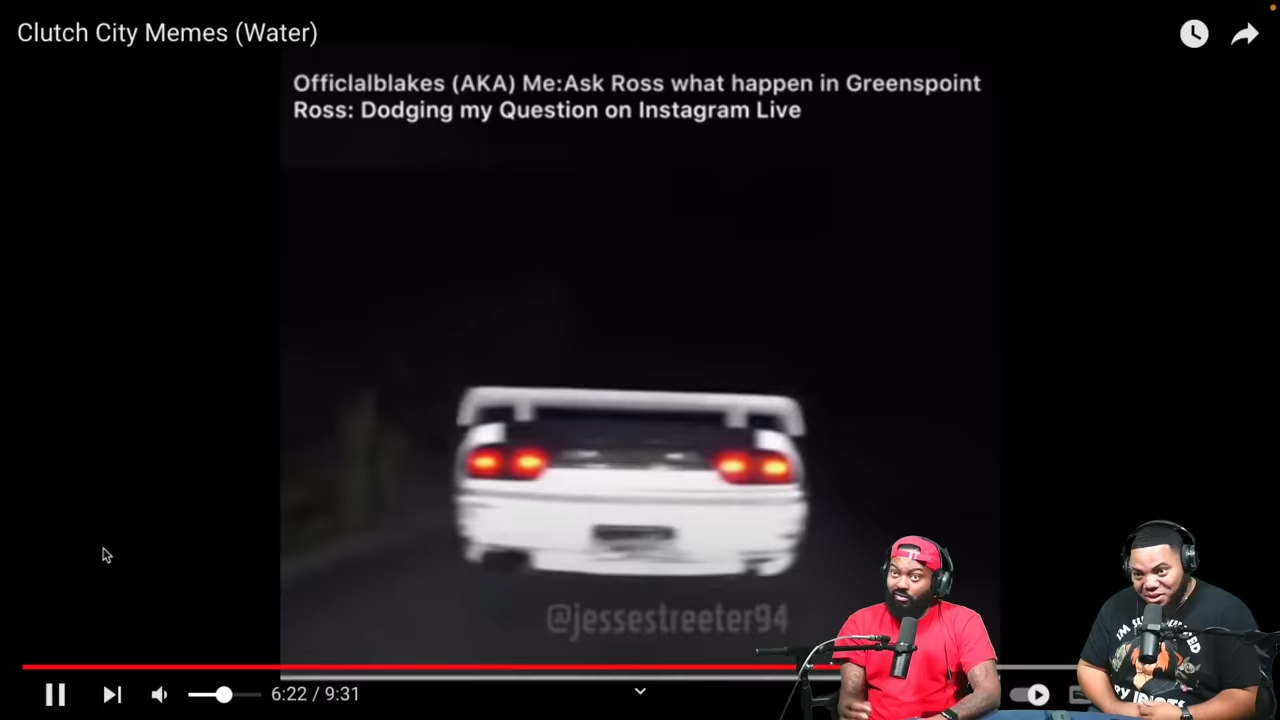 Clutch City Memes (Water)
Officlalblakes (AKA) Me:Ask Ross what happen in Greenspoint
Ross: Dodging my Question on Instagram Live
@jessestreeter94
6:22 / 9:31